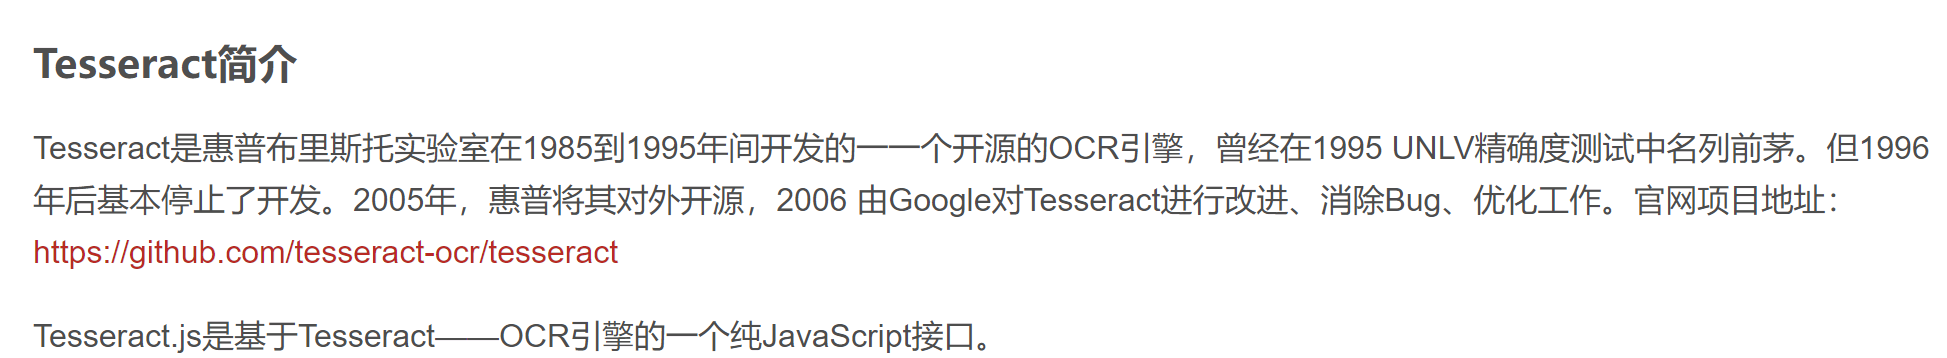 Tesseract简介
Tesseract是惠普布里斯托实验室在1985到1995年间开发的一一个开源的OCR引擎，曾经在1995 UNLV精确度测试中名列前茅。但1996
年后基本停止了开发。2005年，惠普将其对外开源，2006 由Google对Tesseract进行改进、消除Bug、优化工作。官网项目地址：
https://github.com/tesseract-ocr/tesseract
Tesseract.js是基于Tesseract——OCR引擎的一个纯JavaScript接口。